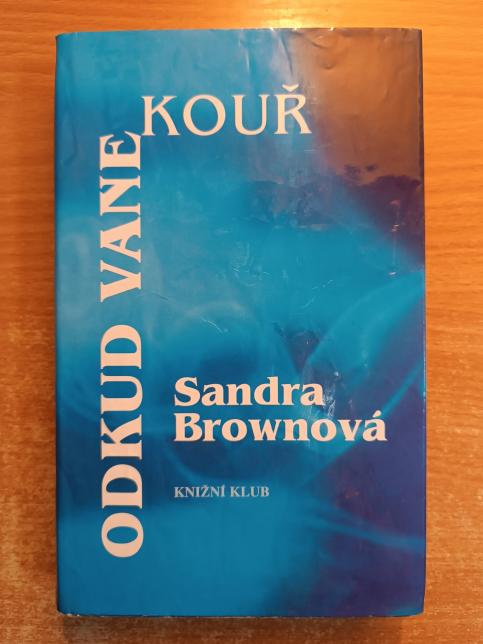 ODKUD VANE
KOUŘ
Sandra
Brownová
KNIŽNÍ KLUB